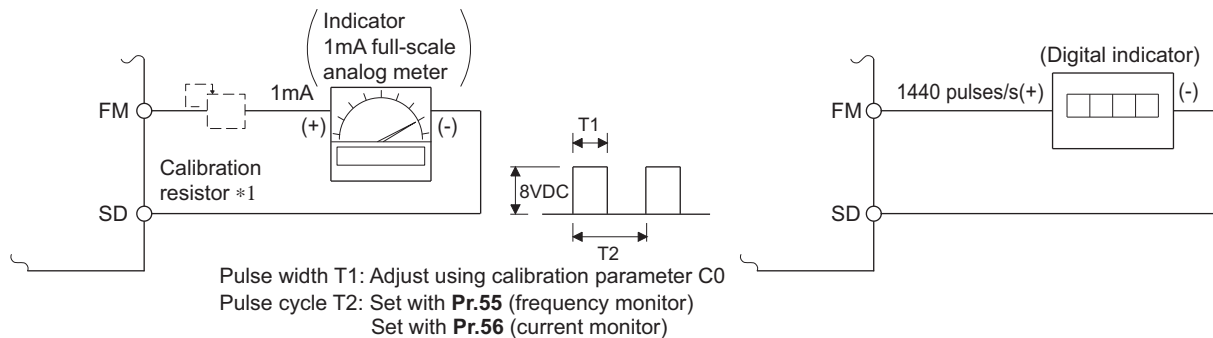 Indicator
1mA full-scale
analog meter
FM
1mA
(+)
(-)
Calibration
resistor *1
SD
T1
8VDC
T2
(Digital indicator)
FM
1440 pulses/s(+)
(-)
SD
Pulse width T1: Adjust using calibration parameter C0
Pulse cycle T2: Set with Pr.55 (frequency monitor)
Set with Pr.56 (current monitor)